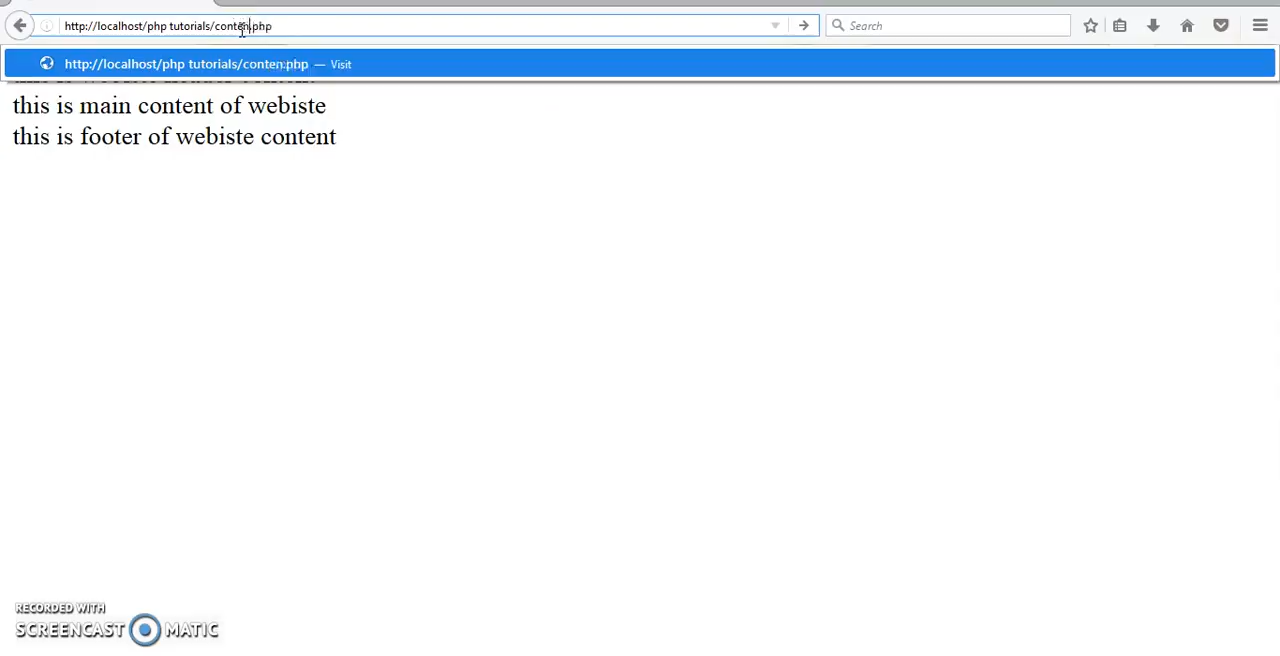 http://localhost/php tutorials/conten.php
Search
http://localhost/php tutorials/conten.php — Visit
this is main content of webiste
this is footer of webiste content
RECORDED WITH
SCREENCAST MATIC